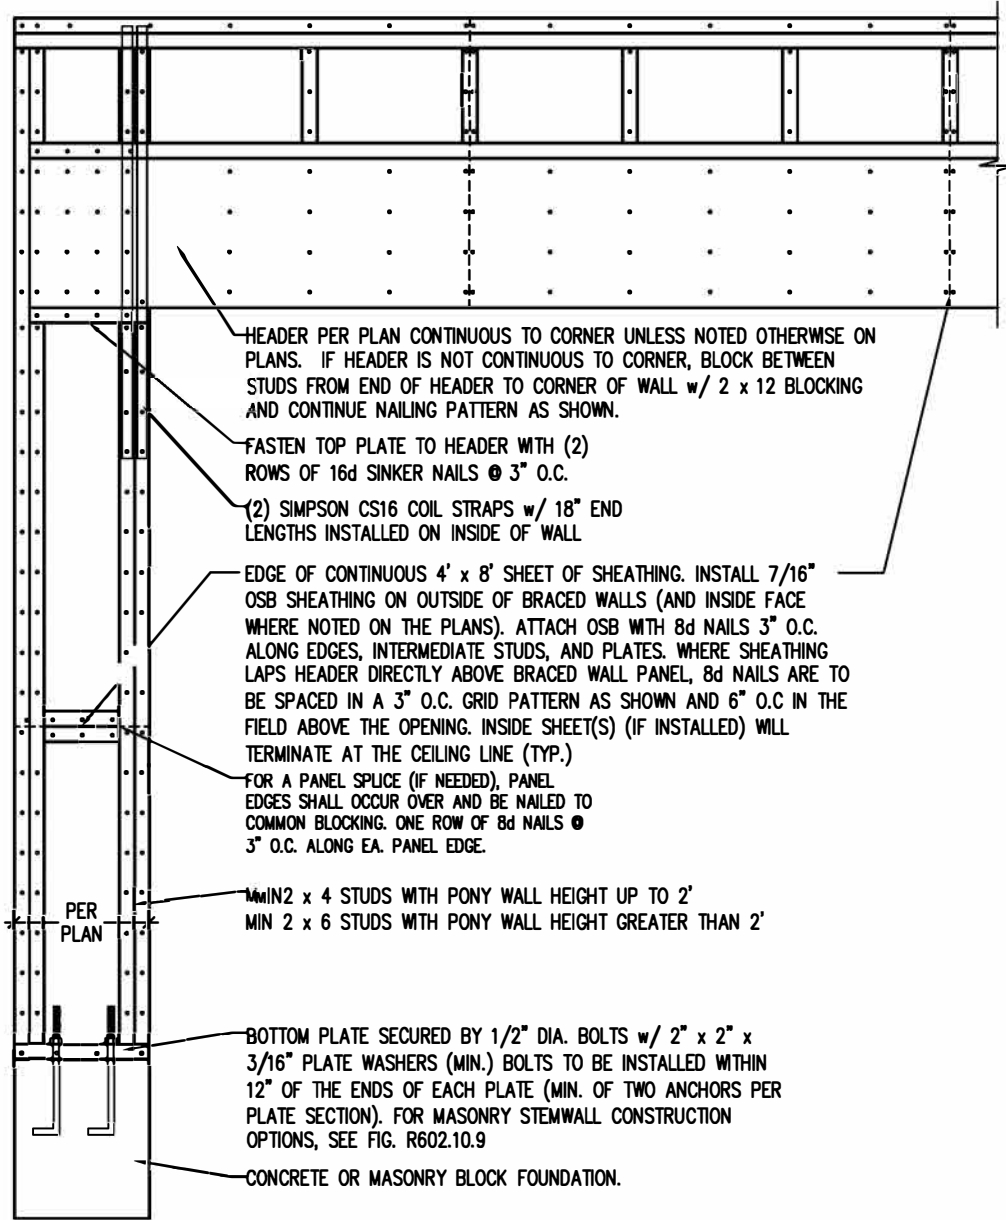 HEADER PER PLAN CONTINUOUS TO CORNER UNLESS NOTED OTHERWISE ON
PLANS. IF HEADER IS NOT CONTINUOUS TO CORNER, BLOCK BETWEEN
STUDS FROM END OF HEADER TO CORNER OF WALL w/ 2 x 12 BLOCKING
AND CONTINUE NAILING PATTERN AS SHOWN.
FASTEN TOP PLATE TO HEADER WITH (2)
ROWS OF 16d SINKER NAILS @ 3" O.C.
(2) SIMPSON CS16 COIL STRAPS w/ 18" END
LENGTHS INSTALLED ON INSIDE OF WALL
EDGE OF CONTINUOUS 4' x 8' SHEET OF SHEATHING. INSTALL 7/16"
OSB SHEATHING ON OUTSIDE OF BRACED WALLS (AND INSIDE FACE
WHERE NOTED ON THE PLANS). ATTACH OSB WITH 8d NAILS 3" O.C.
ALONG EDGES, INTERMEDIATE STUDS, AND PLATES. WHERE SHEATHING
LAPS HEADER DIRECTLY ABOVE BRACED WALL PANEL, 8d NAILS ARE TO
BE SPACED IN A 3" O.C. GRID PATTERN AS SHOWN AND 6" O.C IN THE
FIELD ABOVE THE OPENING. INSIDE SHEET(S) (IF INSTALLED) WILL
TERMINATE AT THE CEILING LINE (TYP.)
FOR A PANEL SPLICE (IF NEEDED), PANEL
EDGES SHALL OCCUR OVER AND BE NAILED TO
COMMON BLOCKING. ONE ROW OF 8d NAILS @
3" O.C. ALONG EA. PANEL EDGE.
MIN 2 x 4 STUDS WITH PONY WALL HEIGHT UP TO 2'
MIN 2 x 6 STUDS WITH PONY WALL HEIGHT GREATER THAN 2'
PER
PLAN
BOTTOM PLATE SECURED BY 1/2" DIA. BOLTS w/ 2" x 2" x
3/16" PLATE WASHERS (MIN.) BOLTS TO BE INSTALLED WITHIN
12" OF THE ENDS OF EACH PLATE (MIN. OF TWO ANCHORS PER
PLATE SECTION). FOR MASONRY STEMWALL CONSTRUCTION
OPTIONS, SEE FIG. R602.10.9
CONCRETE OR MASONRY BLOCK FOUNDATION.